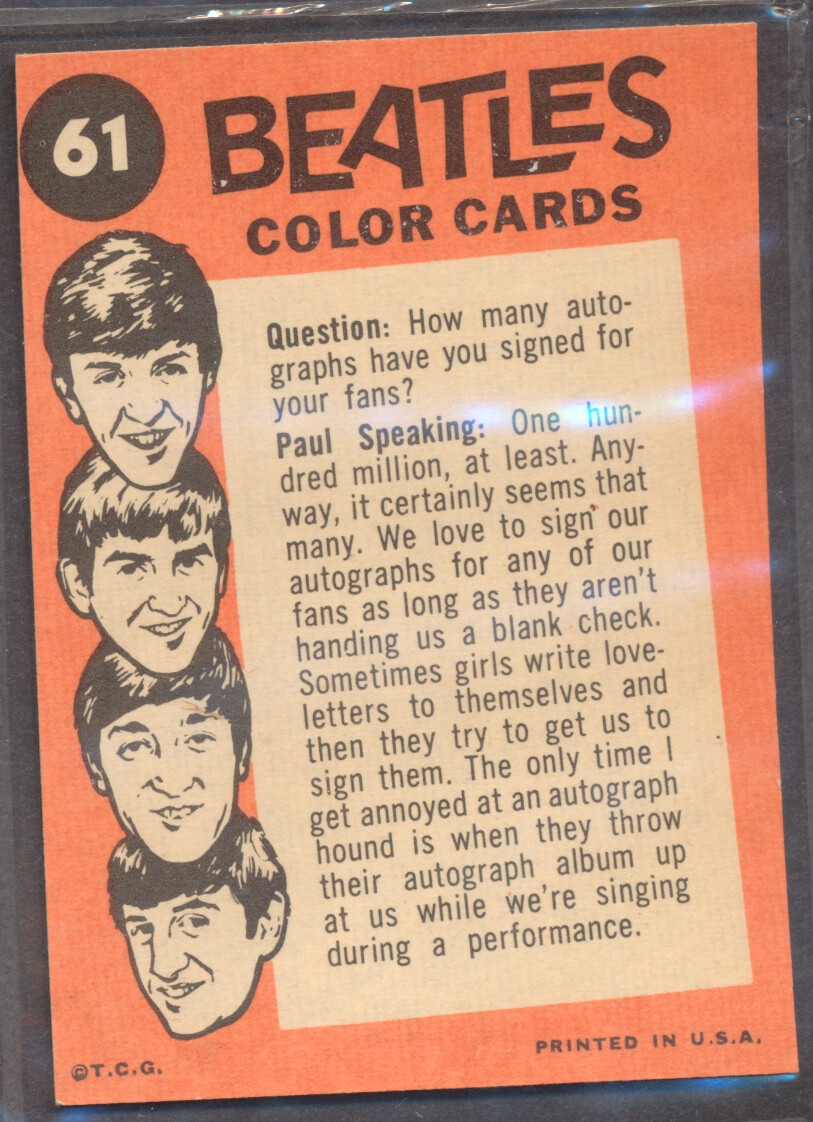 61
BEATLES
COLOR CARDS
Question: How many auto-
graphs have you signed for
your fans?
Paul Speaking: One hun-
dred million, at least. Any-
way, it certainly seems that
many. We love to sign our
autographs for any of our
fans as long as they aren't
handing us a blank check.
Sometimes girls write love-
letters to themselves and
then they try to get us to
sign them. The only time I
get annoyed at an autograph
hound is when they throw
their autograph album up
at us while we're singing
during a performance.
©T.C.G.
PRINTED IN U.S.A.